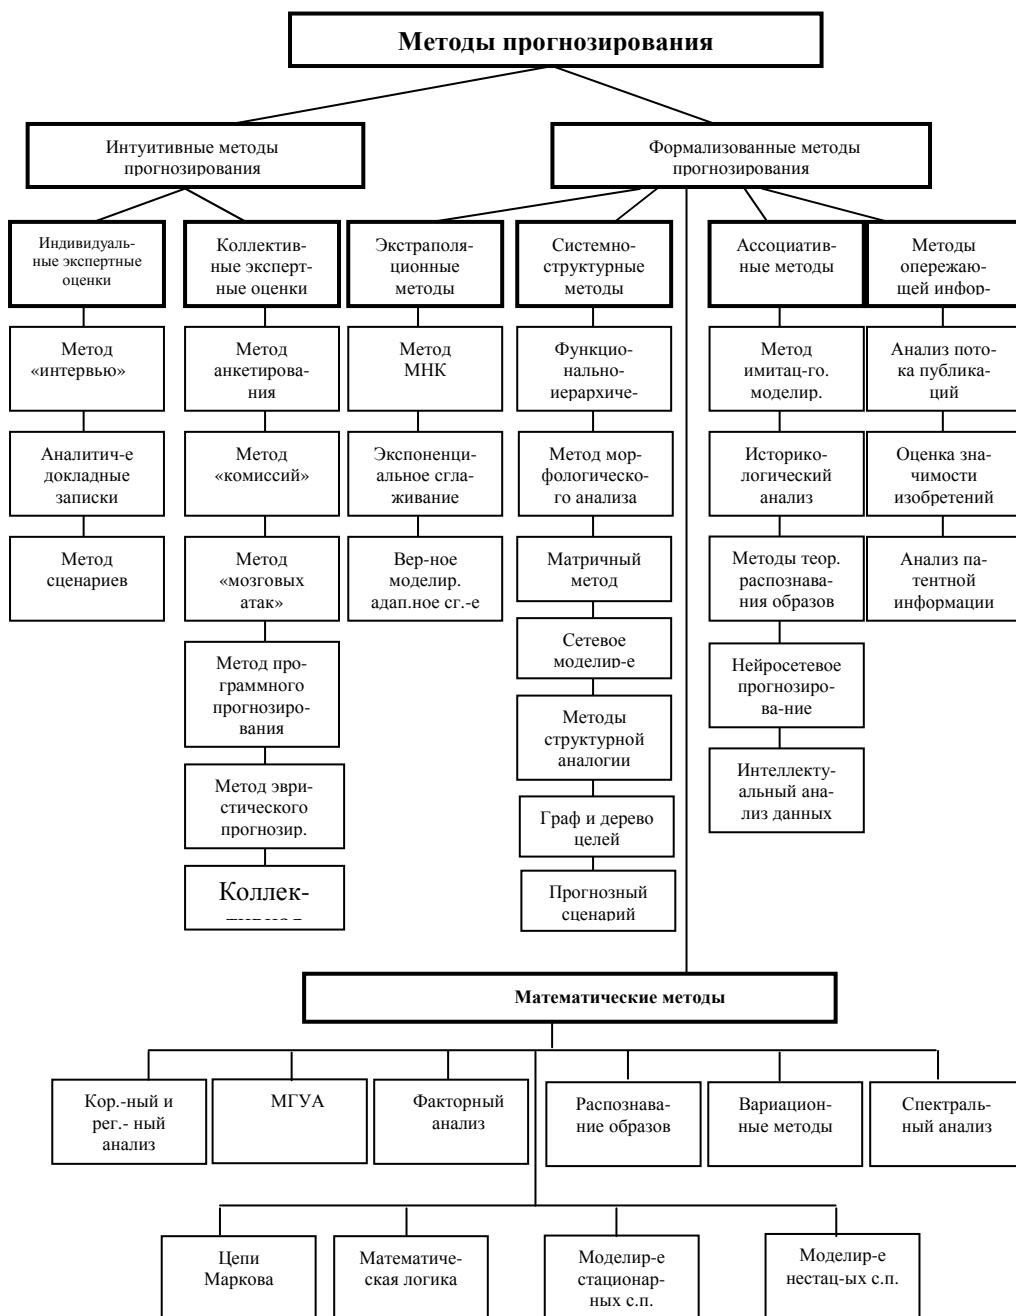 Методы прогнозирования
Интуитивные методы
прогнозирования
Формализованные методы
прогнозирования
Индивидуаль-
ные экспертные
оценки
Коллектив-
ные эксперт-
ные оценки
Экстраполя-
ционные
методы
Системно-
структурные
методы
Ассоциатив-
ные методы
Методы
опережаю-
щей инфор-
Метод
«интервью»
Метод
анкетирова-
ния
Метод
МНК
Функцио-
нально-
иерархиче-
Метод
имитац-го.
моделир.
Анализ пото-
ка публика-
ций
Аналитич-е
докладные
записки
Метод
«комиссий»
Экспоненци-
альное сгла-
живание
Метод мор-
фологическо-
го анализа
Историко-
логический
анализ
Оценка зна-
чимости
изобретений
Метод
сценариев
Метод
«мозговых
атак»
Вер-ное
моделир.
адап.ное сг.-е
Матричный
метод
Методы теор.
распознава-
ния образов
Анализ па-
тентной
информации
Метод про-
граммного
прогнозиро-
вания
Сетевое
моделир-е
Нейросетевое
прогнозиро-
ва-ние
Методы
структурной
аналогии
Метод эври-
стического
прогнозир.
Интеллекту-
альный ана-
лиз данных
Граф и дерево
целей
Коллек-
Прогнозный
сценарий
Математические методы
Кор.-ный и
рег.- ный
анализ
МГУА
Факторный
анализ
Распознава-
ние образов
Вариацион-
ные методы
Спектраль-
ный анализ
Цепи
Маркова
Математиче-
ская логика
Моделир-е
стационар-
ных с.п.
Моделир-е
нестац-ых с.п.